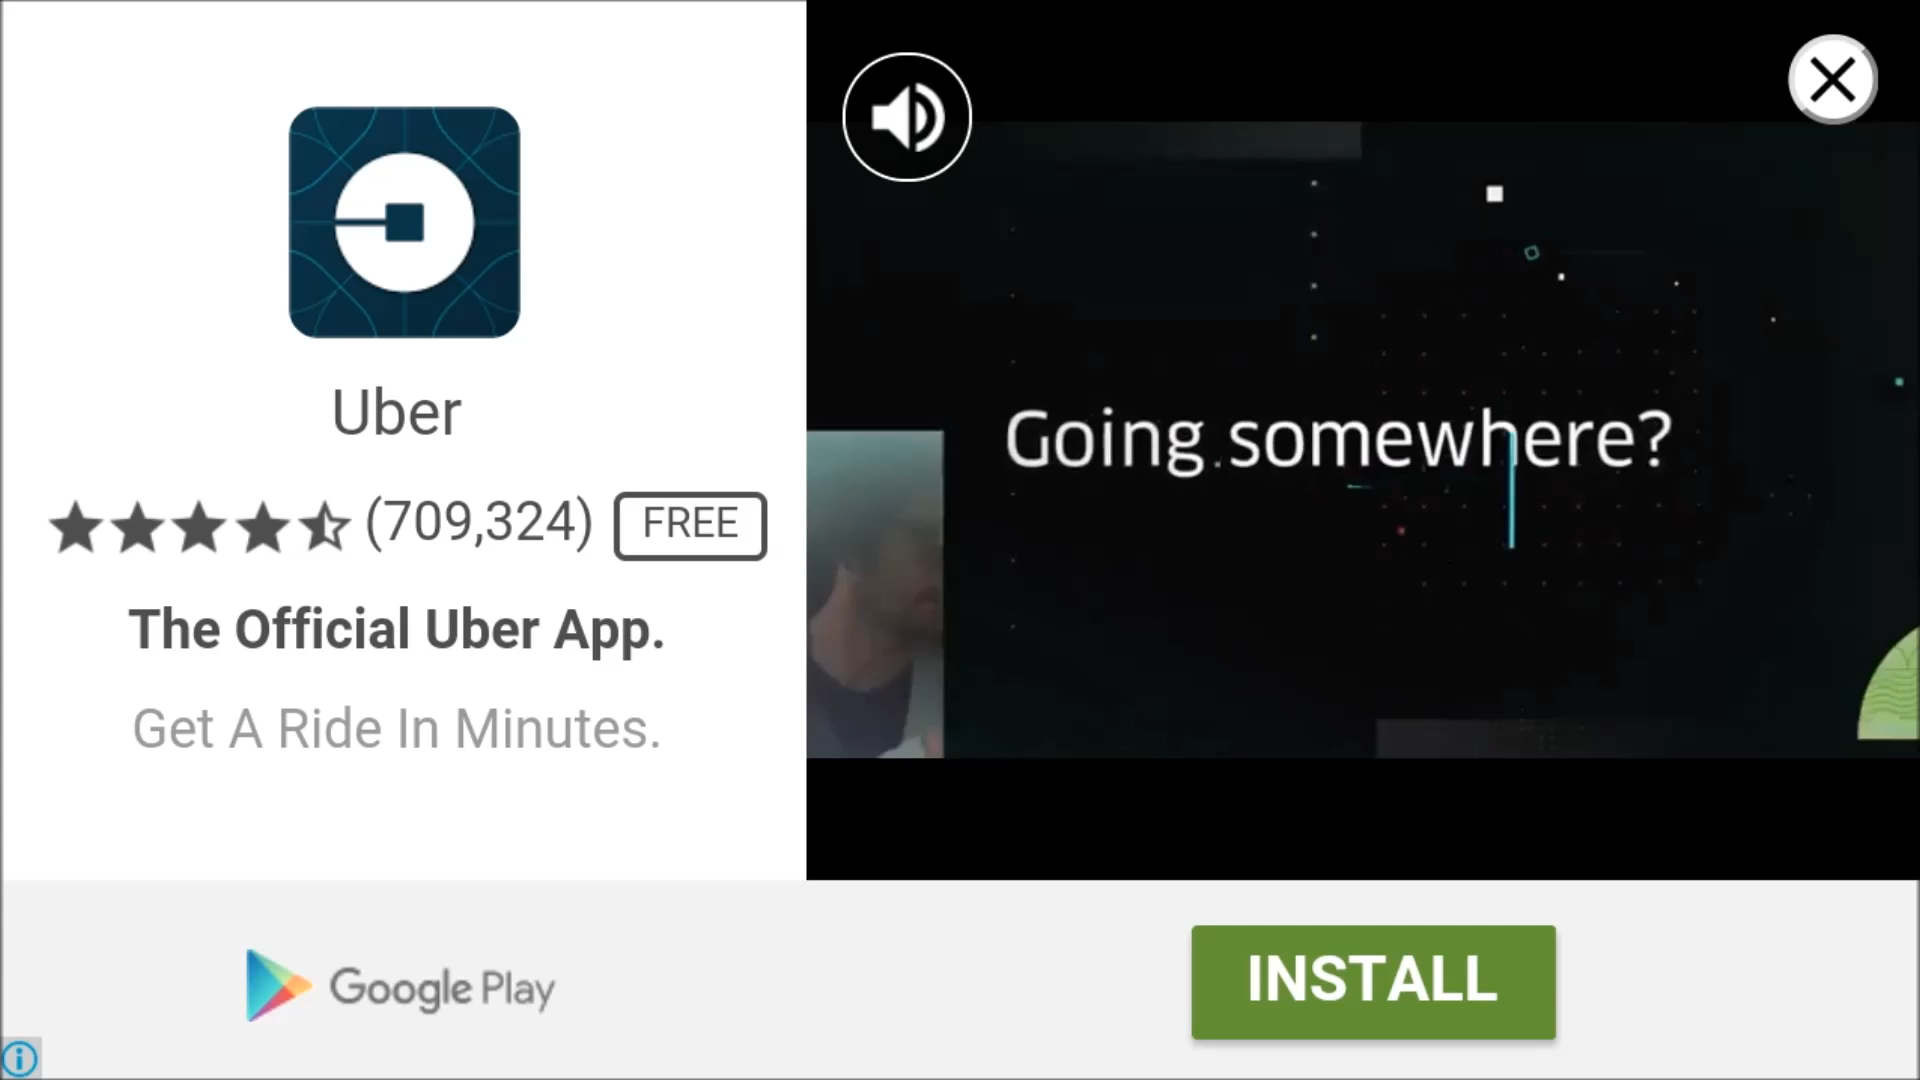 Uber
(709,324) FREE
The Official Uber App.
Get A Ride In Minutes.
Going somewhere?
Google Play
INSTALL